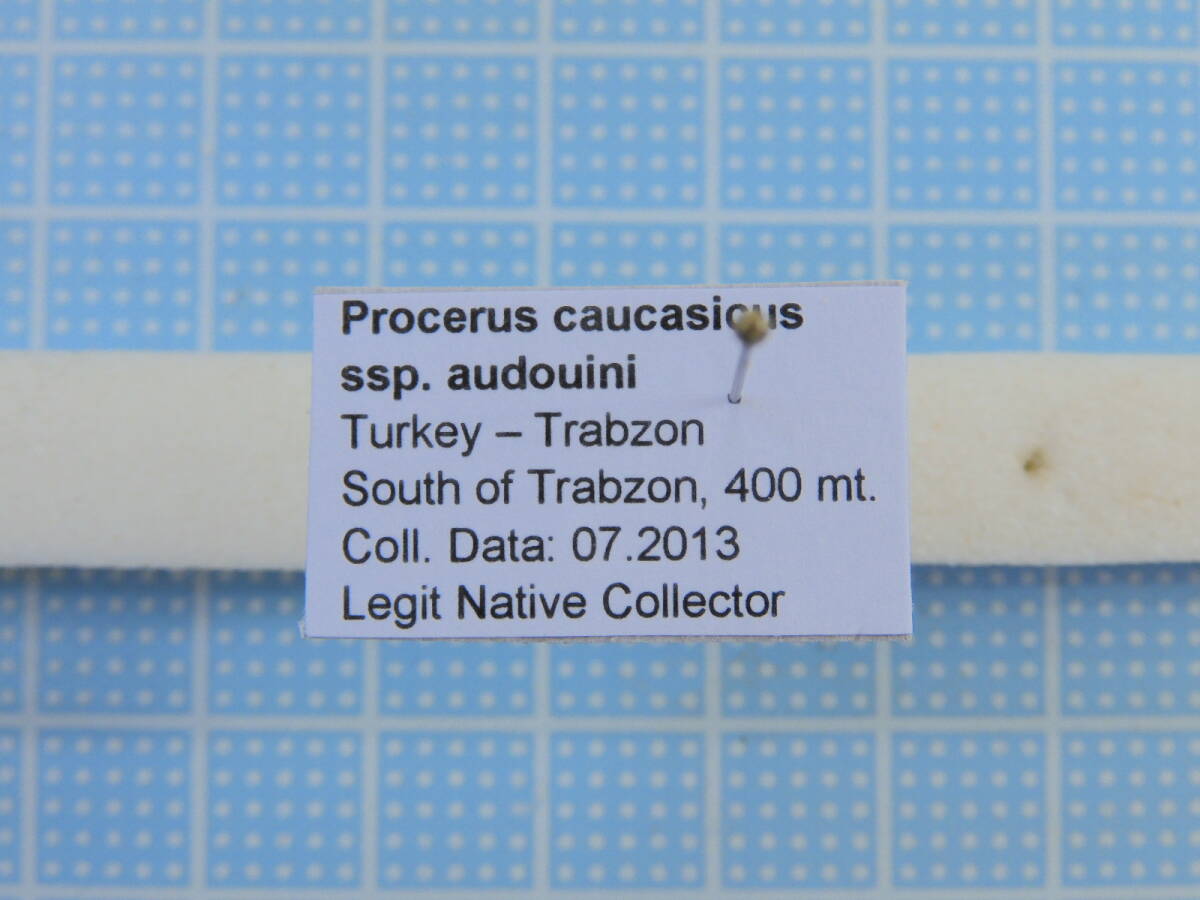 Procerus caucasicus
ssp. audouini
Turkey – Trabzon
South of Trabzon, 400 mt.
Coll. Data: 07.2013
Legit Native Collector